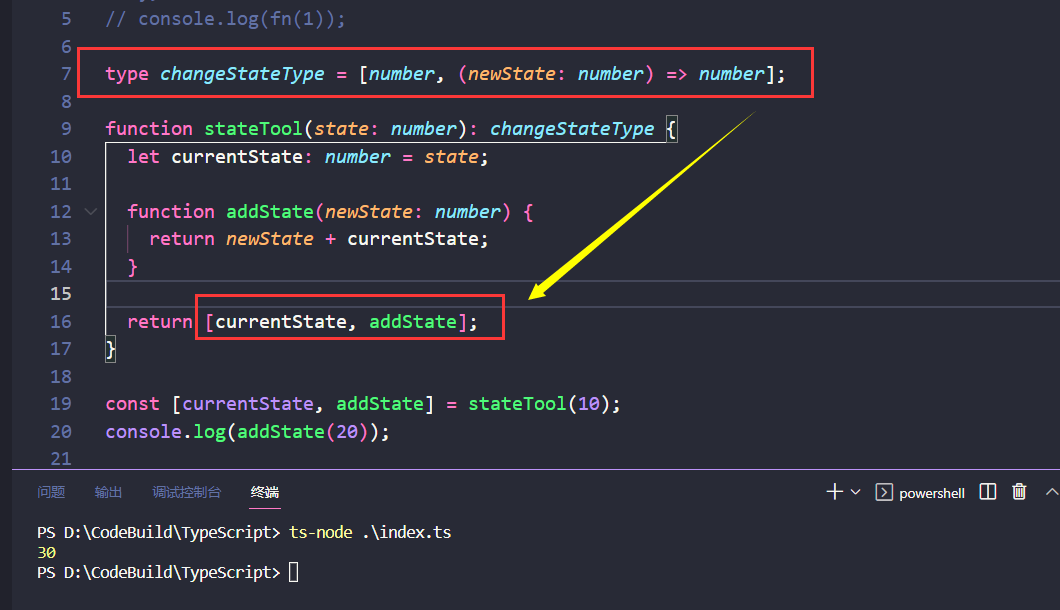 5 // console.log(fn(1));
6
7 type changeStateType = [number, (newState: number) => number];
8
9 function stateTool(state: number): changeStateType {
10 let currentState: number = state;
11
12 function addState(newState: number) {
13 return newState + currentState;
14 }
15
16 return [currentState, addState];
17 }
18
19 const [currentState, addState] = stateTool(10);
20 console.log(addState(20));
21
问题 输出 调试控制台 终端 powershell
PS D:\CodeBuild\TypeScript> ts-node .\index.ts
30
PS D:\CodeBuild\TypeScript>